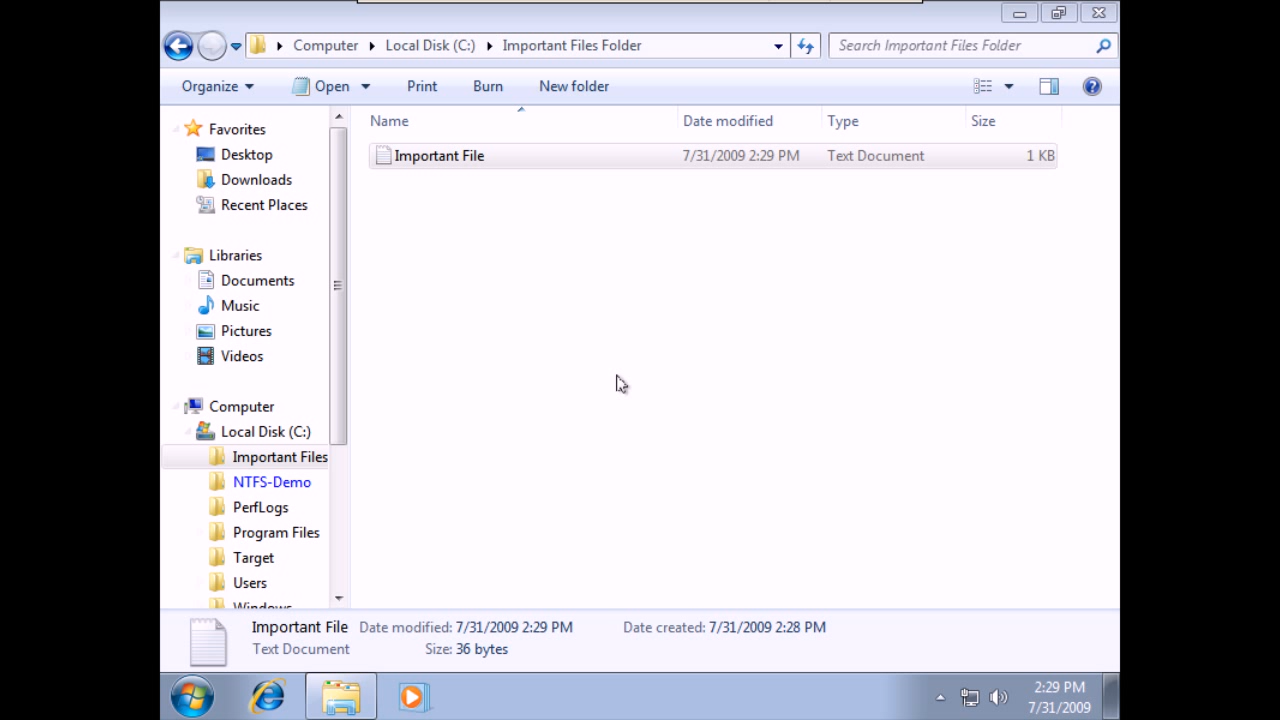 Computer Local Disk (C:) Important Files Folder Search Important Files Folder
Organize Open Print Burn New folder
Name Date modified Type Size
Important File 7/31/2009 2:29 PM Text Document 1 KB
Favorites
Desktop
Downloads
Recent Places
Libraries
Documents
Music
Pictures
Videos
Computer
Local Disk (C:)
Important Files
NTFS-Demo
PerfLogs
Program Files
Target
Users
Windows
Important File Date modified: 7/31/2009 2:29 PM Date created: 7/31/2009 2:28 PM
Text Document Size: 36 bytes
2:29 PM
7/31/2009